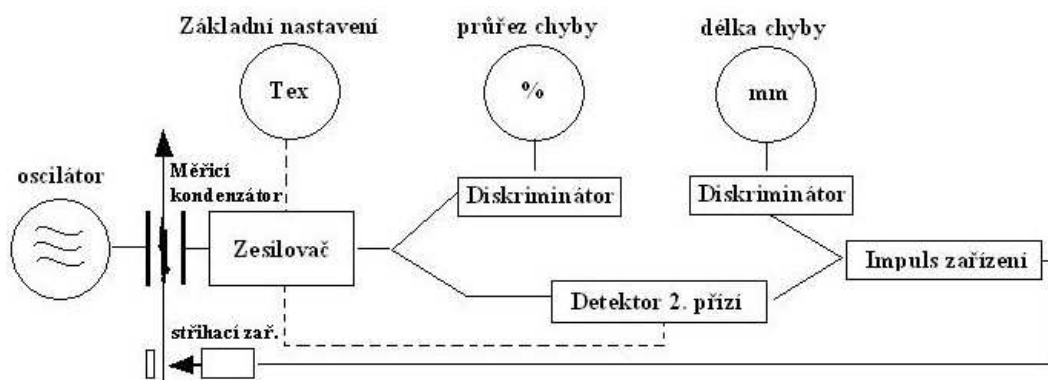 Základní nastavení
průřez chyby
délka chyby
Tex
%
mm
oscilátor
Měřicí
kondenzátor
Diskriminátor
Diskriminátor
Zesilovač
Impuls zařízení
Detektor 2. přízí
střihací zař.